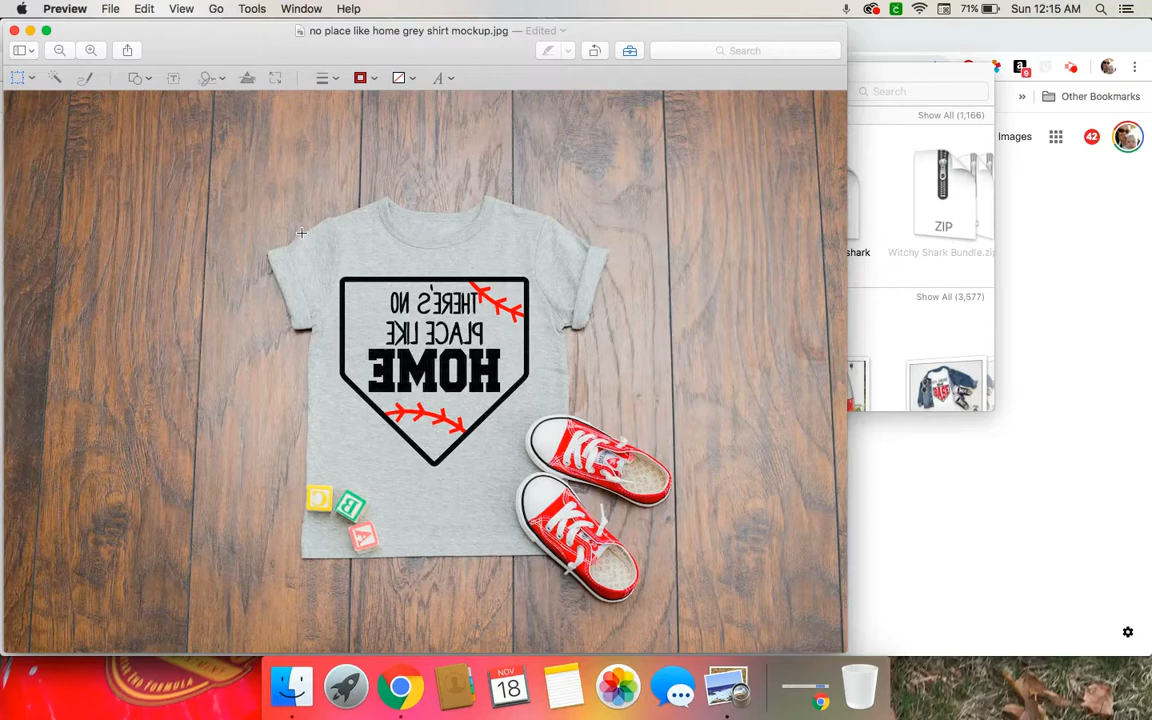 Preview File Edit View Go Tools Window Help 71% Sun 12:15 AM
no place like home grey shirt mockup.jpg — Edited
Search
A
Search
9
Other Bookmarks
Show All (1,166)
Images
42
ZIP
shark
Witchy Shark Bundle.zip
Show All (3,577)
THERE'S NO
PLACE LIKE
HOME
C
B
A
NOV
18